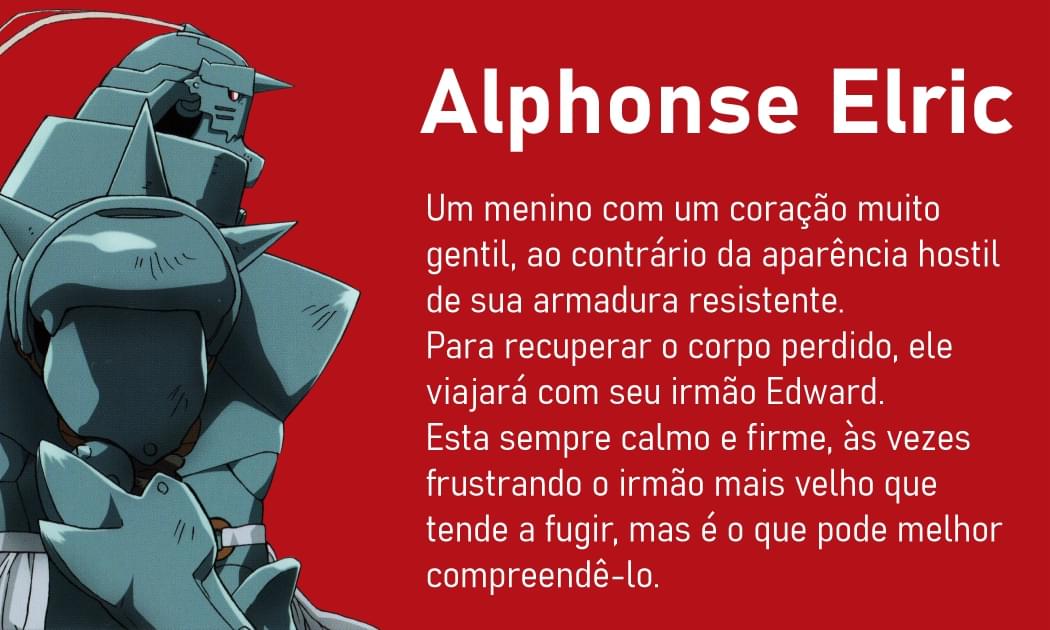 Alphonse Elric
Um menino com um coração muito
gentil, ao contrário da aparência hostil
de sua armadura resistente.
Para recuperar o corpo perdido, ele
viajará com seu irmão Edward.
Esta sempre calmo e firme, às vezes
frustrando o irmão mais velho que
tende a fugir, mas é o que pode melhor
compreendê-lo.